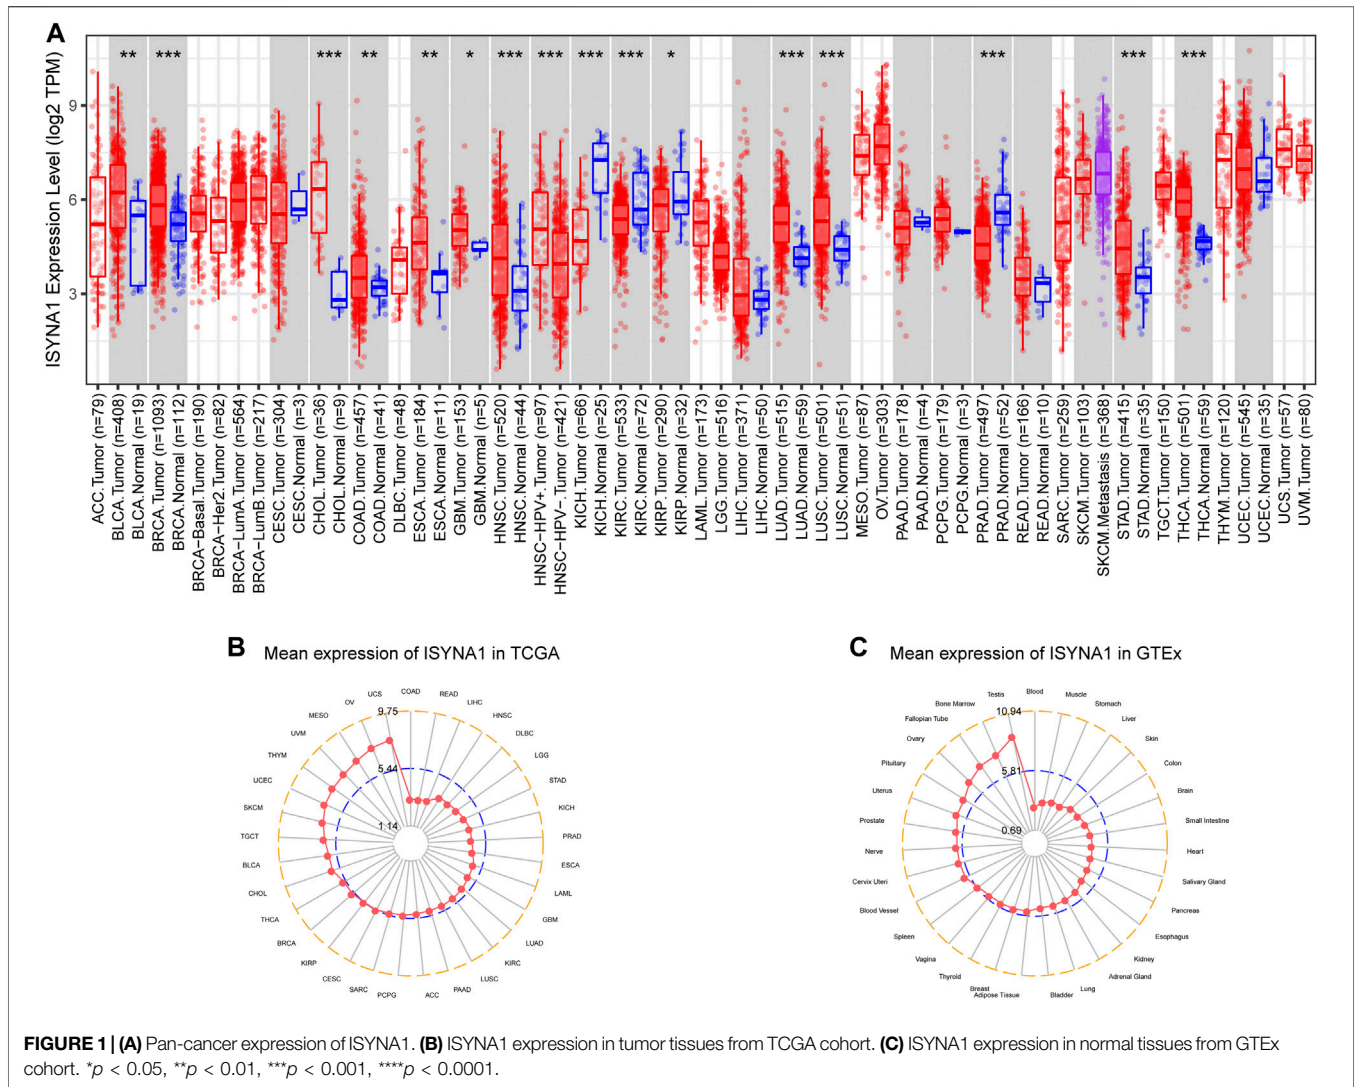 A
** *** *** ** ** * *** *** *** *** * *** *** *** *** ***
ISYNA1 Expression Level (log2 TPM)
9
6
3
ACC.Tumor (n=79)
BLCA.Tumor (n=408)
BLCA.Normal (n=19)
BRCA.Tumor (n=1093)
BRCA.Normal (n=112)
BRCA−Basal.Tumor (n=190)
BRCA−Her2.Tumor (n=82)
BRCA−LumA.Tumor (n=564)
BRCA−LumB.Tumor (n=217)
CESC.Tumor (n=304)
CESC.Normal (n=3)
CHOL.Tumor (n=36)
CHOL.Normal (n=9)
COAD.Tumor (n=457)
COAD.Normal (n=41)
DLBC.Tumor (n=48)
ESCA.Tumor (n=184)
ESCA.Normal (n=11)
GBM.Tumor (n=153)
GBM.Normal (n=5)
HNSC.Tumor (n=520)
HNSC.Normal (n=44)
HNSC−HPV+.Tumor (n=97)
HNSC−HPV−.Tumor (n=421)
KICH.Tumor (n=66)
KICH.Normal (n=25)
KIRC.Tumor (n=533)
KIRC.Normal (n=72)
KIRP.Tumor (n=290)
KIRP.Normal (n=32)
LAML.Tumor (n=173)
LGG.Tumor (n=516)
LIHC.Tumor (n=371)
LIHC.Normal (n=50)
LUAD.Tumor (n=515)
LUAD.Normal (n=59)
LUSC.Tumor (n=501)
LUSC.Normal (n=51)
MESO.Tumor (n=87)
OV.Tumor (n=303)
PAAD.Tumor (n=178)
PAAD.Normal (n=4)
PCPG.Tumor (n=179)
PCPG.Normal (n=3)
PRAD.Tumor (n=497)
PRAD.Normal (n=52)
READ.Tumor (n=166)
READ.Normal (n=10)
SARC.Tumor (n=259)
SKCM.Tumor (n=103)
SKCM.Metastasis (n=368)
STAD.Tumor (n=415)
STAD.Normal (n=35)
TGCT.Tumor (n=150)
THCA.Tumor (n=501)
THCA.Normal (n=59)
THYM.Tumor (n=120)
UCEC.Tumor (n=545)
UCEC.Normal (n=35)
UCS.Tumor (n=57)
UVM.Tumor (n=80)
B
Mean expression of ISYNA1 in TCGA
COAD
READ
LIHC
HNSC
DLBC
LGG
STAD
KICH
PRAD
ESCA
LAML
GBM
LUAD
KIRC
LUSC
PAAD
ACC
PCPG
SARC
CESC
KIRP
BRCA
THCA
CHOL
BLCA
TGCT
SKCM
UCEC
THYM
UVM
MESO
OV
UCS
9.75
5.44
1.14
C
Mean expression of ISYNA1 in GTEx
Blood
Muscle
Stomach
Liver
Skin
Colon
Brain
Small Intestine
Heart
Salivary Gland
Pancreas
Esophagus
Kidney
Adrenal Gland
Lung
Bladder
Adipose Tissue
Breast
Thyroid
Vagina
Spleen
Blood Vessel
Cervix Uteri
Nerve
Prostate
Uterus
Pituitary
Ovary
Fallopian Tube
Bone Marrow
Testis
10.94
5.81
0.69
FIGURE 1 | (A) Pan-cancer expression of ISYNA1. (B) ISYNA1 expression in tumor tissues from TCGA cohort. (C) ISYNA1 expression in normal tissues from GTEx
cohort. *p < 0.05, **p < 0.01, ***p < 0.001, ****p < 0.0001.